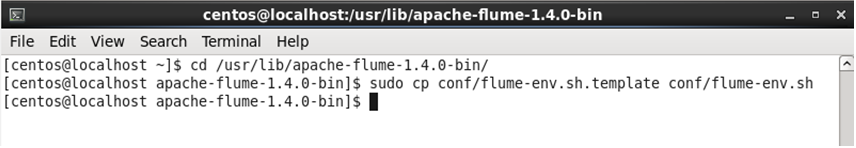 centos@localhost:/usr/lib/apache-flume-1.4.0-bin
File Edit View Search Terminal Help
[centos@localhost ~]$ cd /usr/lib/apache-flume-1.4.0-bin/
[centos@localhost apache-flume-1.4.0-bin]$ sudo cp conf/flume-env.sh.template conf/flume-env.sh
[centos@localhost apache-flume-1.4.0-bin]$